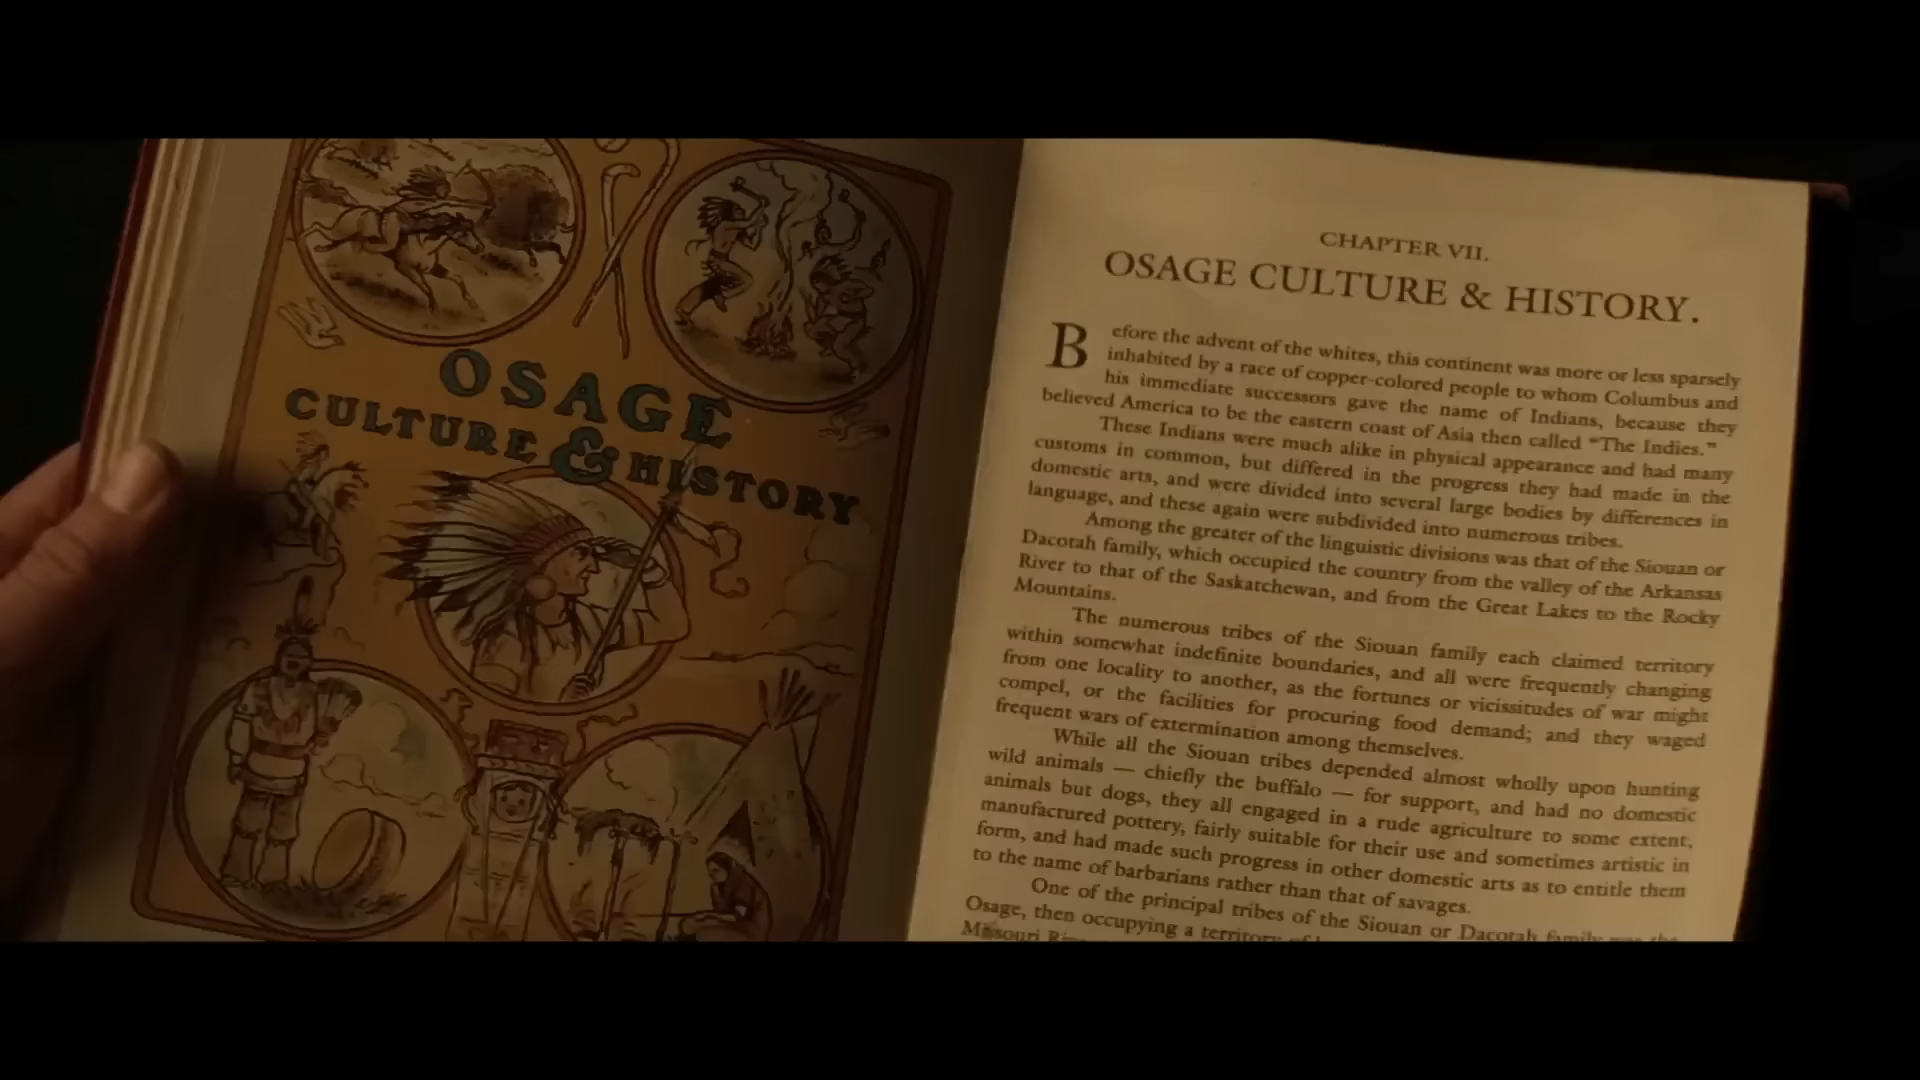 OSAGE
CULTURE & HISTORY
CHAPTER VII.
OSAGE CULTURE & HISTORY.
Before the advent of the whites, this continent was more or less sparsely
inhabited by a race of copper-colored people to whom Columbus and
his immediate successors gave the name of Indians, because they
believed America to be the eastern coast of Asia then called "The Indies."
These Indians were much alike in physical appearance and had many
customs in common, but differed in the progress they had made in the
domestic arts, and were divided into several large bodies by differences in
language, and these again were subdivided into numerous tribes.
Among the greater of the linguistic divisions was that of the Siouan or
Dacotah family, which occupied the country from the valley of the Arkansas
River to that of the Saskatchewan, and from the Great Lakes to the Rocky
Mountains.
The numerous tribes of the Siouan family each claimed territory
within somewhat indefinite boundaries, and all were frequently changing
from one locality to another, as the fortunes or vicissitudes of war might
compel, or the facilities for procuring food demand; and they waged
frequent wars of extermination among themselves.
While all the Siouan tribes depended almost wholly upon hunting
wild animals — chiefly the buffalo — for support, and had no domestic
animals but dogs, they all engaged in a rude agriculture to some extent,
manufactured pottery, fairly suitable for their use and sometimes artistic in
form, and had made such progress in other domestic arts as to entitle them
to the name of barbarians rather than that of savages.
One of the principal tribes of the Siouan or Dacotah family was the
Osage, then occupying a territory of
Missouri